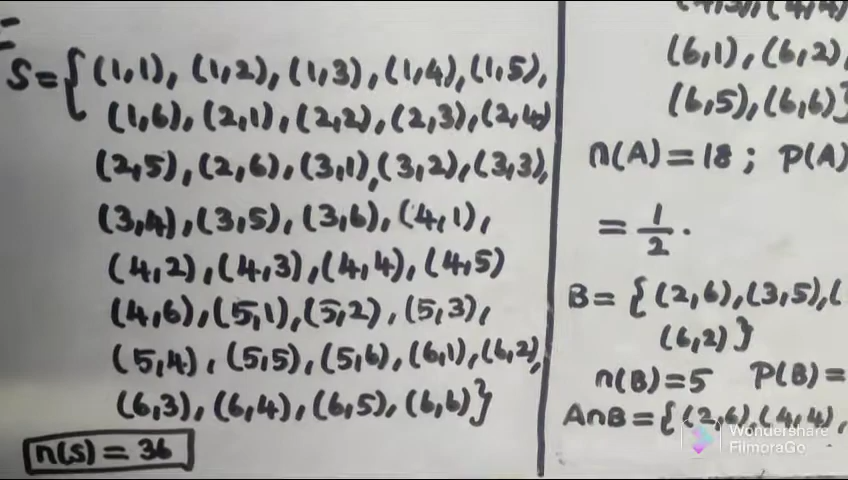 S={(1,1), (1,2), (1,3), (1,4), (1,5),
(1,6), (2,1), (2,2), (2,3), (2,4)
(2,5), (2,6), (3,1), (3,2), (3,3),
(3,4), (3,5), (3,6), (4,1),
(4,2), (4,3), (4,4), (4,5)
(4,6), (5,1), (5,2), (5,3),
(5,4), (5,5), (5,6), (6,1), (6,2),
(6,3), (6,4), (6,5), (6,6)}
n(S) = 36
(6,1), (6,2),
(6,5), (6,6)}
n(A) = 18 ; P(A)
= 1/2 .
B = {(2,6), (3,5), (
(6,2)}
n(B)=5 P(B)=
A∩B = {(2,6), (4,4),
Wondershare
FilmoraGo